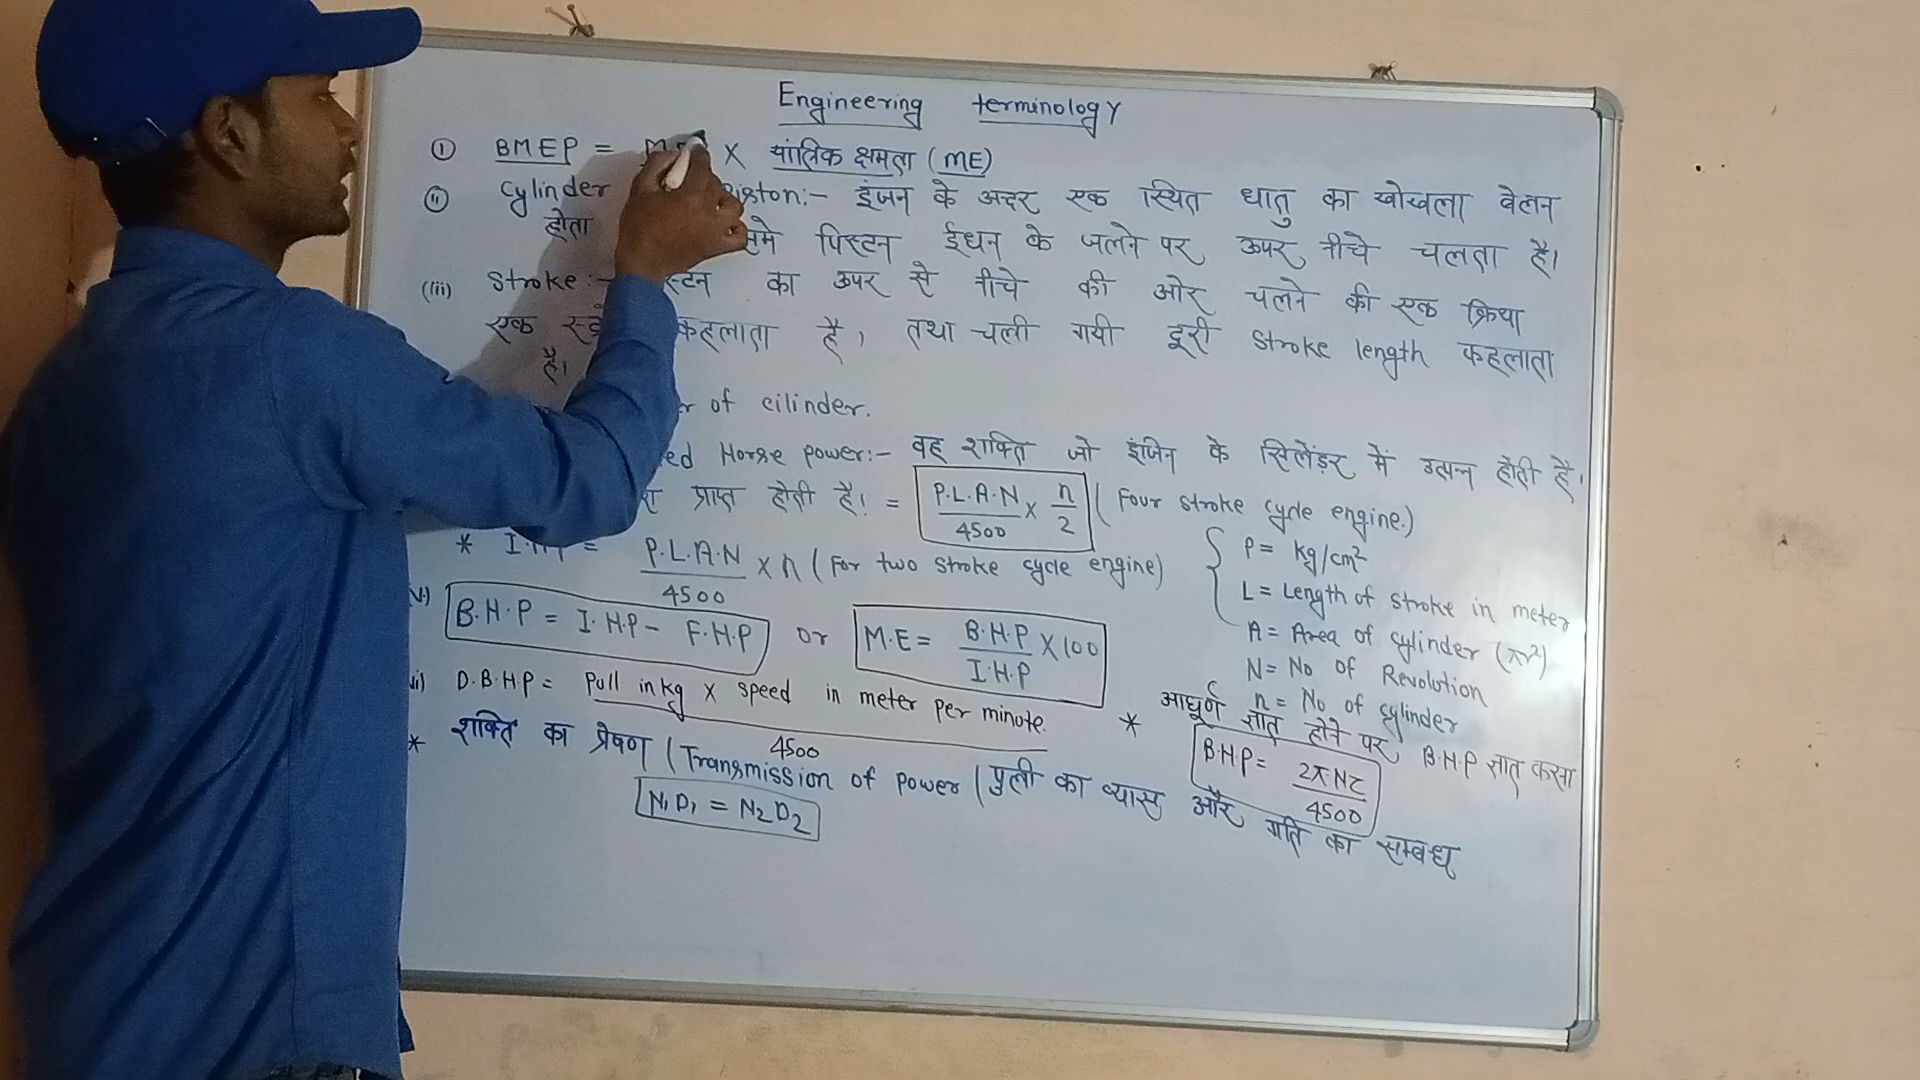 Engineering terminology
① BMEP = × यांत्रिक क्षमता (ME)
② Cylinder Piston:- इंजन के अन्दर एक स्थित धातु का खोखला बेलन
होता पिस्टन ईधन के जलने पर ऊपर नीचे चलता है।
(iii) Stroke :- का ऊपर से नीचे की ओर चलने की एक क्रिया
एक कहलाता है, तथा चली गयी दूरी Stroke length कहलाता
है।
of cilinder.
Horse power:- वह शक्ति जो इंजिन के सिलेंड़र में उत्पन्न होती है।
प्राप्त होती है! = P.L.A.N/4500 × n/2 (Four stroke cycle engine.)
* I.H.P = P.L.A.N/4500 × n (For two stroke cycle engine)
P = kg/cm²
L = Length of stroke in meter
A = Area of cylinder (πr²)
N = No of Revolution
n = No of cylinder
B.H.P = I.H.P - F.H.P or M.E = B.H.P/I.H.P × 100
D.B.H.P = Pull in kg × speed in meter per minute./4500
* आघूर्ण ज्ञात होने पर B.H.P ज्ञात करना
B.H.P = 2π.NT/4500
* शक्ति का प्रेषण (Transmission of power (पुली का व्यास और गति का सम्बन्ध
N₁D₁ = N₂D₂